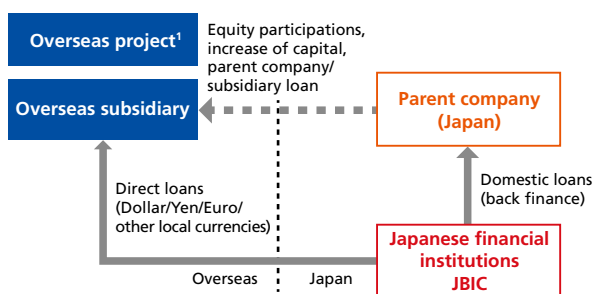 Overseas project1
Equity participations,
increase of capital,
parent company/
subsidiary loan
Overseas subsidiary
Parent company
(Japan)
Direct loans
(Dollar/Yen/Euro/
other local currencies)
Domestic loans
(back finance)
Japanese financial
institutions
JBIC
Overseas
Japan